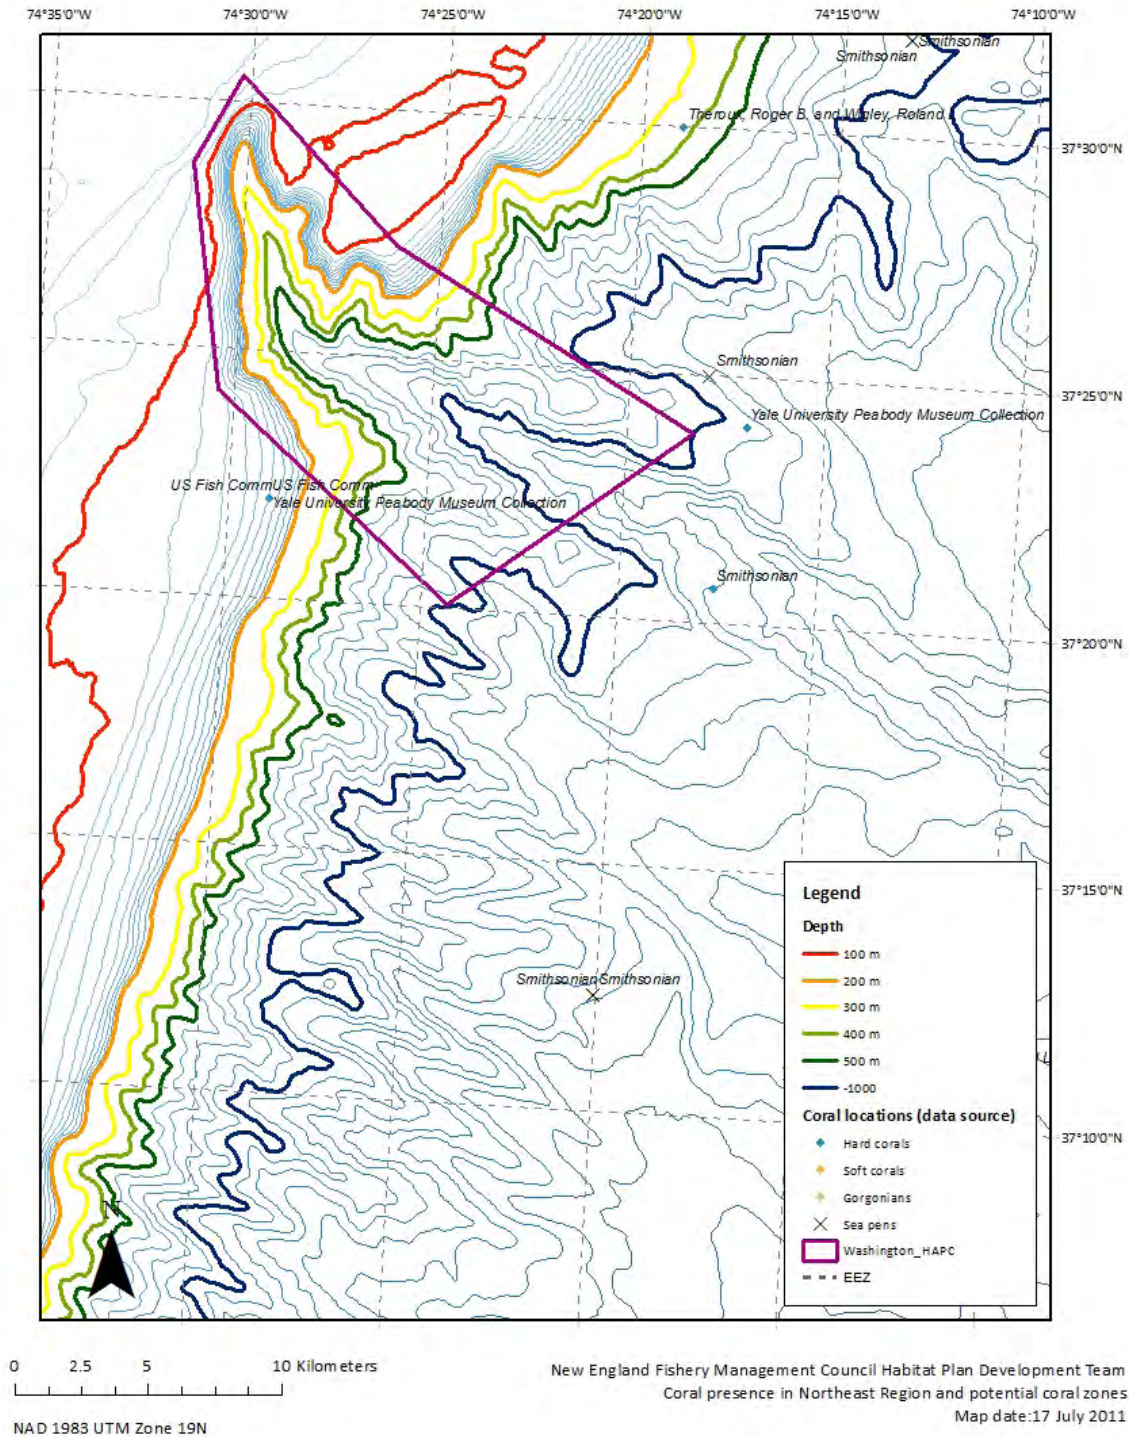 74°35'0"W 74°30'0"W 74°25'0"W 74°20'0"W 74°15'0"W 74°10'0"W
Smithsonian
Smithsonian
Theroux, Roger B. and Wigley, Roland
37°30'0"N
Smithsonian
37°25'0"N
Yale University Peabody Museum Collection
US Fish Comm US Fish Comm
Yale University Peabody Museum Collection
Smithsonian
37°20'0"N
37°15'0"N
Legend
Depth
100 m
200 m
300 m
400 m
500 m
-1000
Smithsonian Smithsonian
Coral locations (data source)
37°10'0"N
Hard corals
Soft corals
Gorgonians
Sea pens
Washington_HAPC
EEZ
N
0 2.5 5 10 Kilometers
NAD 1983 UTM Zone 19N
New England Fishery Management Council Habitat Plan Development Team
Coral presence in Northeast Region and potential coral zones
Map date:17 July 2011